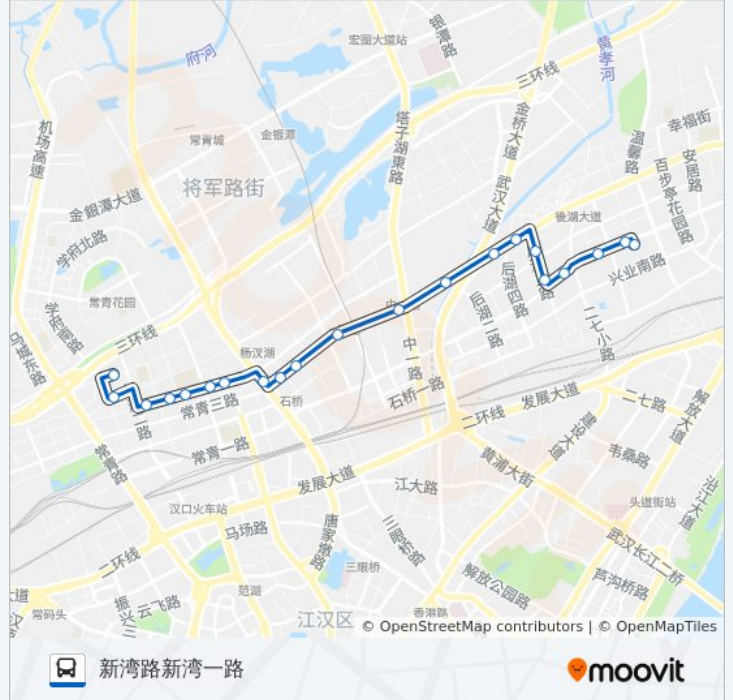 宏图大道站
银潭路
黄孝河
府河
三环线
机场高速
常青城
金银潭
塔子湖东路
金桥大道
幸福街
温馨路
安居路
百步亭花园路
将军路街
武汉大道
金銀潭大道
後湖大道
学府北路
兴业南路
常青花园
学府南路
后湖四路
后湖二路
马城东路
三环线
杨汊湖
中一路
二七小路
石桥一路
常青三路
石桥
二环线
发展大道
二七路
解放大道
常青路
常青一路
建设大道
韦桑路
黄浦大街
发展大道
江大路
沿江大道
汉口火车站
头道街站
马场路
唐家墩路
三眼桥路
武汉长江二桥
二环线
三眼桥
解放公园路
芦沟桥路
范湖
常码头
云飞路
江汉区
香港路
© OpenStreetMap contributors | © OpenMapTiles
新湾路新湾一路
moovit